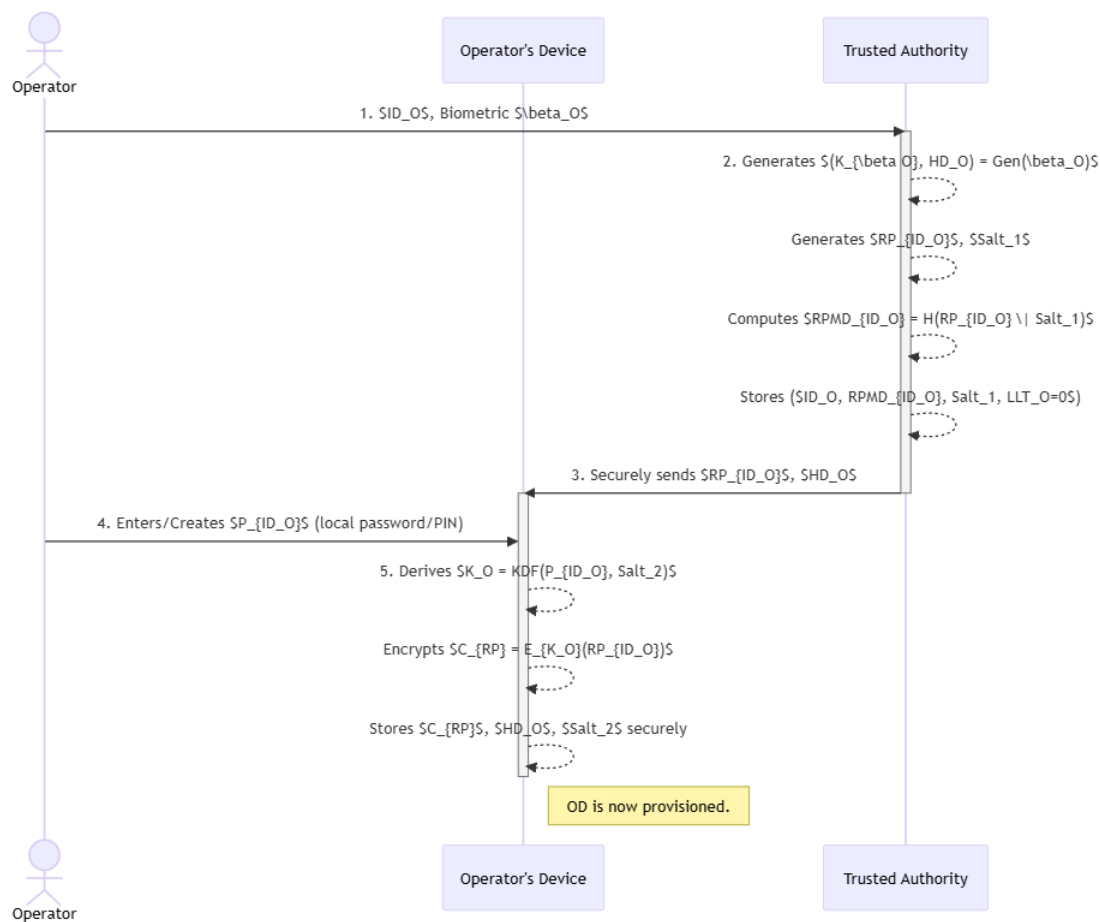 Operator
Operator's Device
Trusted Authority
1. $ID_O$, Biometric $\beta_O$
2. Generates $(K_{\beta O}, HD_O) = Gen(\beta_O)$
Generates $RP_{ID_O}$, $Salt_1$
Computes $RPMD_{ID_O} = H(RP_{ID_O} \| Salt_1)$
Stores ($ID_O, RPMD_{ID_O}, Salt_1, LLT_O=0$)
3. Securely sends $RP_{ID_O}$, $HD_O$
4. Enters/Creates $P_{ID_O}$ (local password/PIN)
5. Derives $K_O = KDF(P_{ID_O}, Salt_2)$
Encrypts $C_{RP} = E_{K_O}(RP_{ID_O})$
Stores $C_{RP}$, $HD_O$, $Salt_2$ securely
OD is now provisioned.
Operator
Operator's Device
Trusted Authority